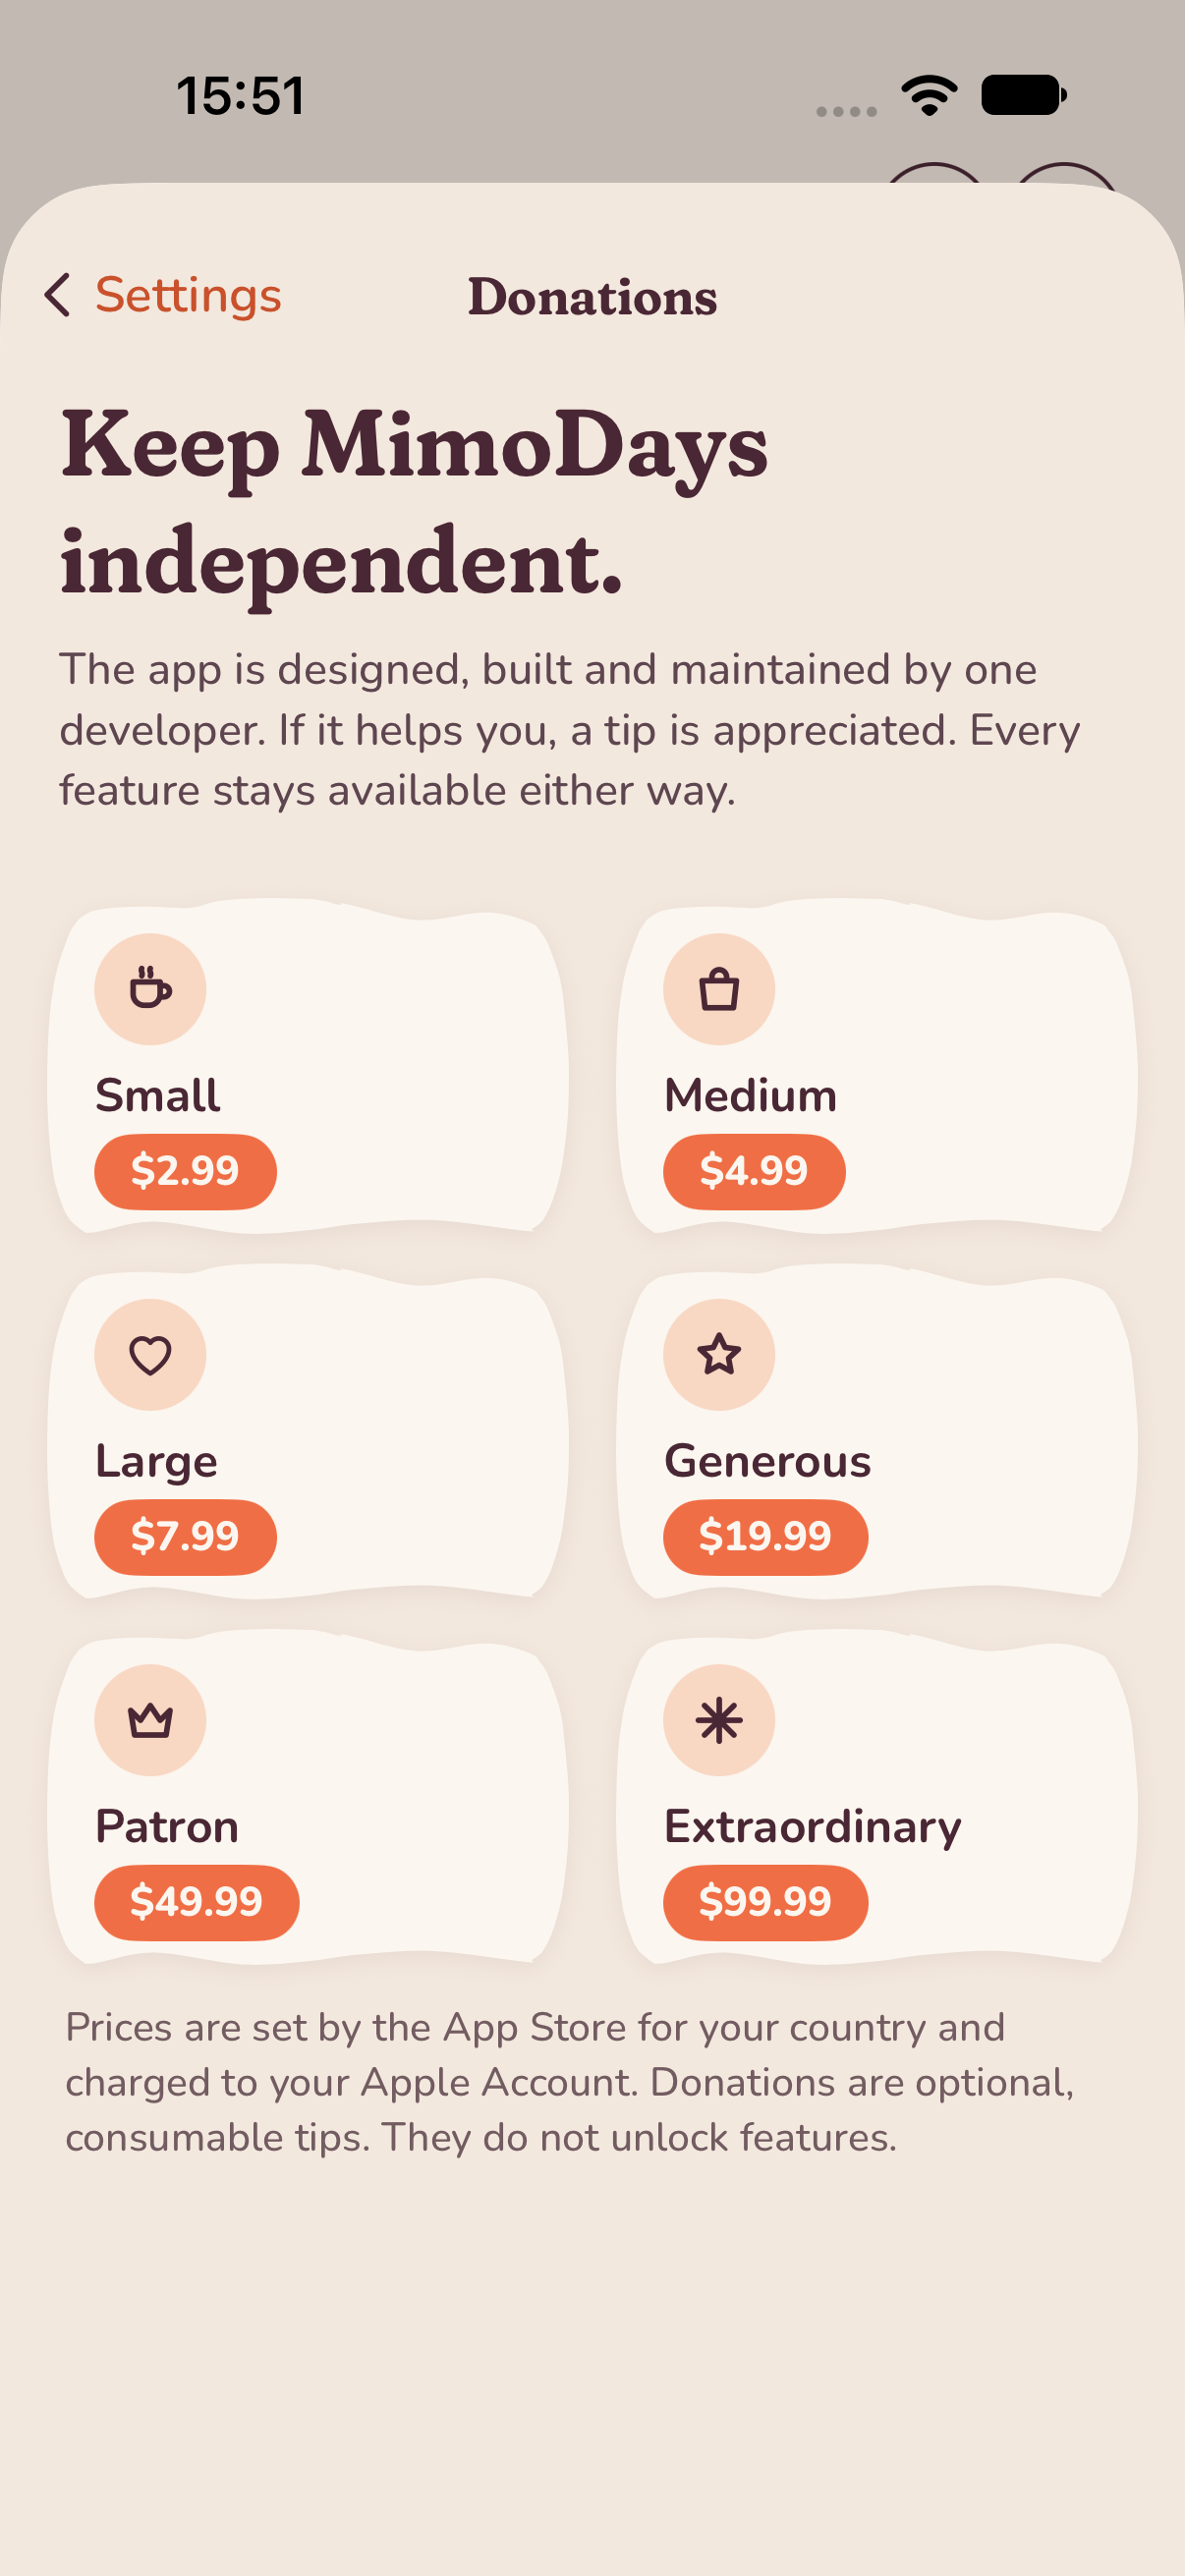 15:51
Settings
Donations
Keep MimoDays
independent.
The app is designed, built and maintained by one
developer. If it helps you, a tip is appreciated. Every
feature stays available either way.
Small
$2.99
Medium
$4.99
Large
$7.99
Generous
$19.99
Patron
$49.99
Extraordinary
$99.99
Prices are set by the App Store for your country and
charged to your Apple Account. Donations are optional,
consumable tips. They do not unlock features.